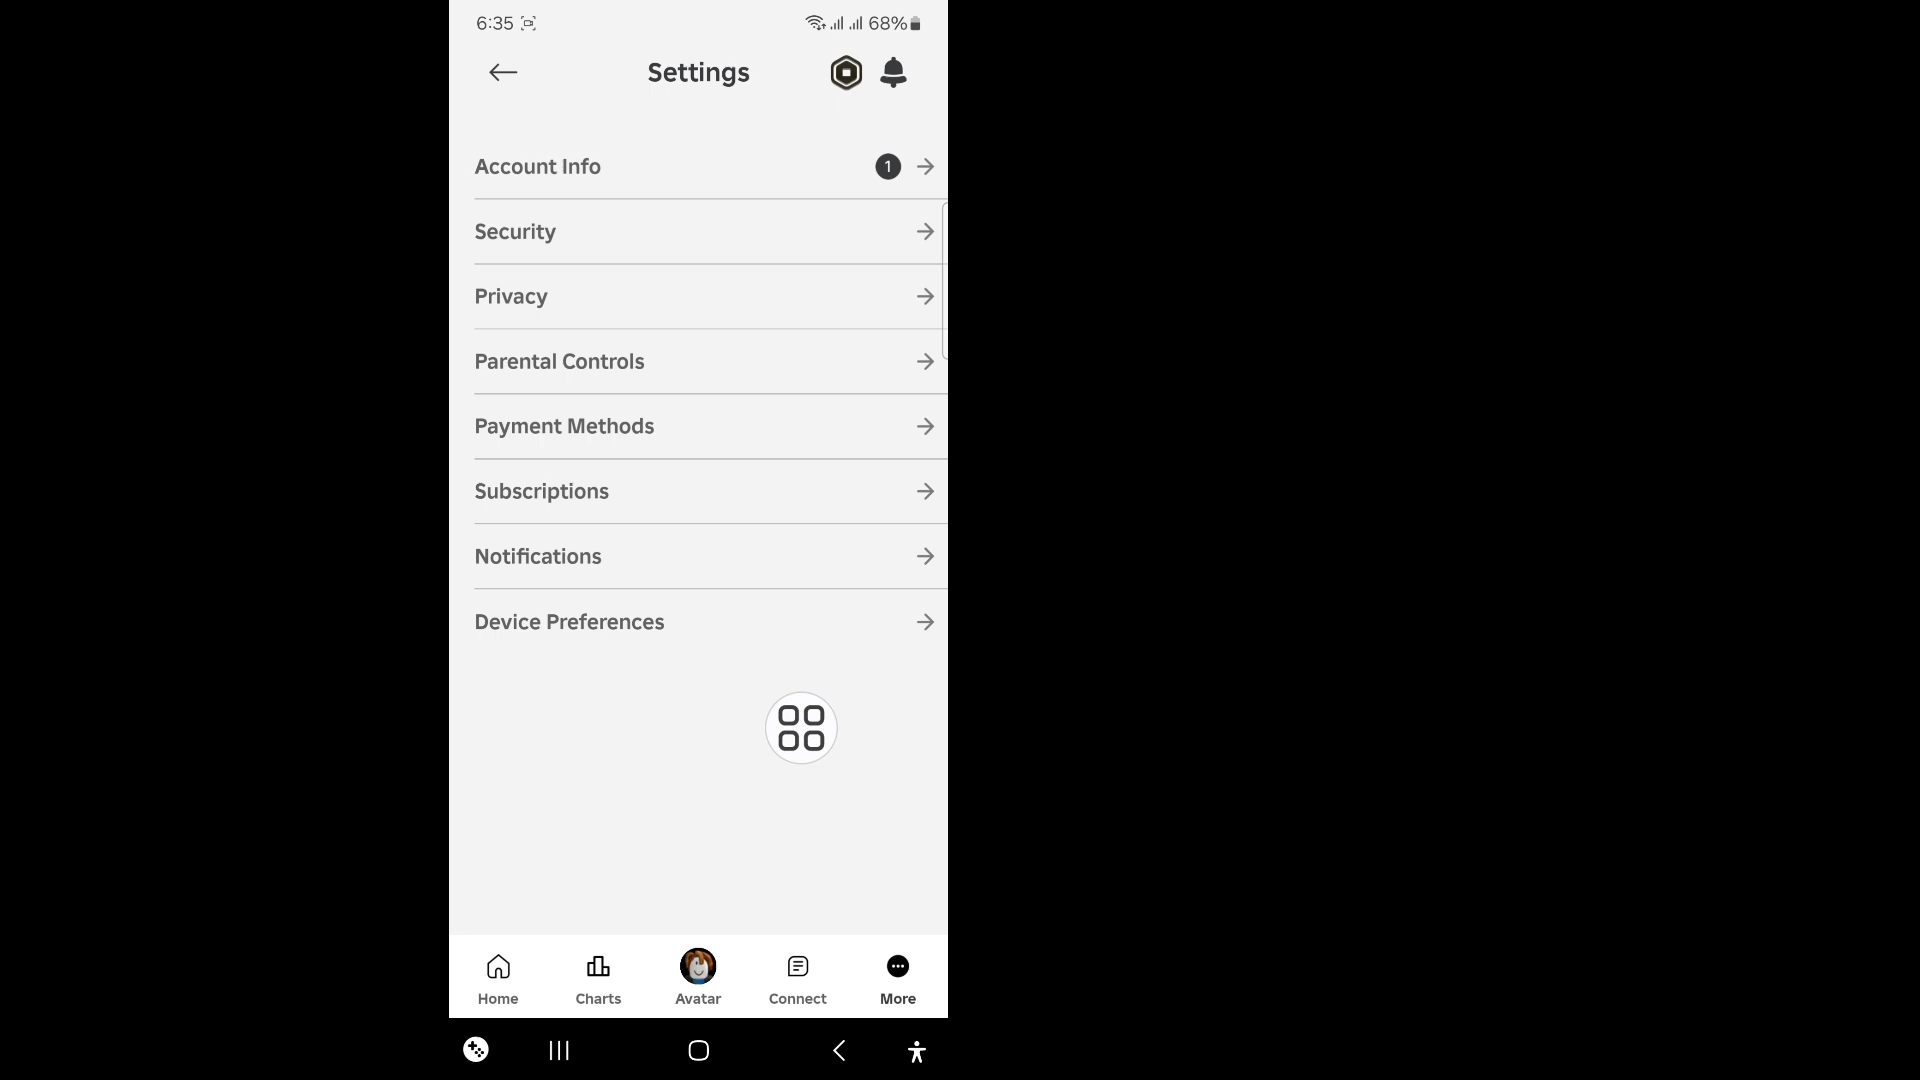 6:35 68%
Settings
Account Info 1
Security
Privacy
Parental Controls
Payment Methods
Subscriptions
Notifications
Device Preferences
Home Charts Avatar Connect More